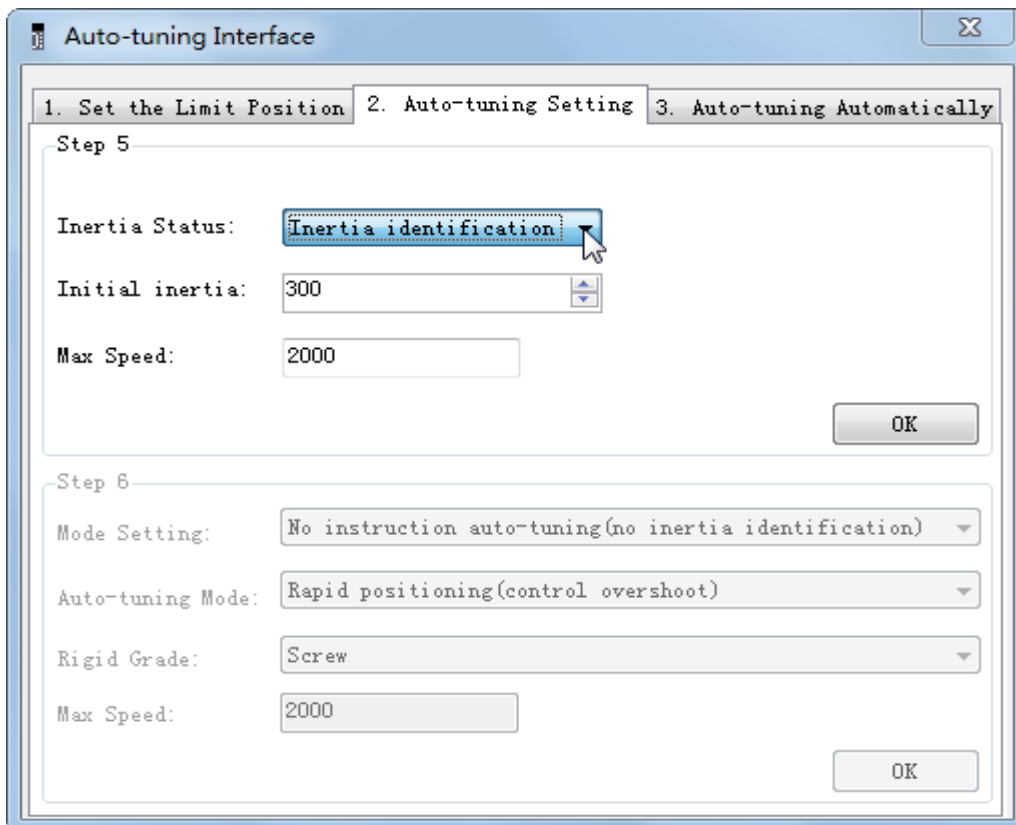 Auto-tuning Interface
1. Set the Limit Position 2. Auto-tuning Setting 3. Auto-tuning Automatically
Step 5
Inertia Status: Inertia identification
Initial inertia: 300
Max Speed: 2000
OK
Step 6
Mode Setting: No instruction auto-tuning(no inertia identification)
Auto-tuning Mode: Rapid positioning(control overshoot)
Rigid Grade: Screw
Max Speed: 2000
OK